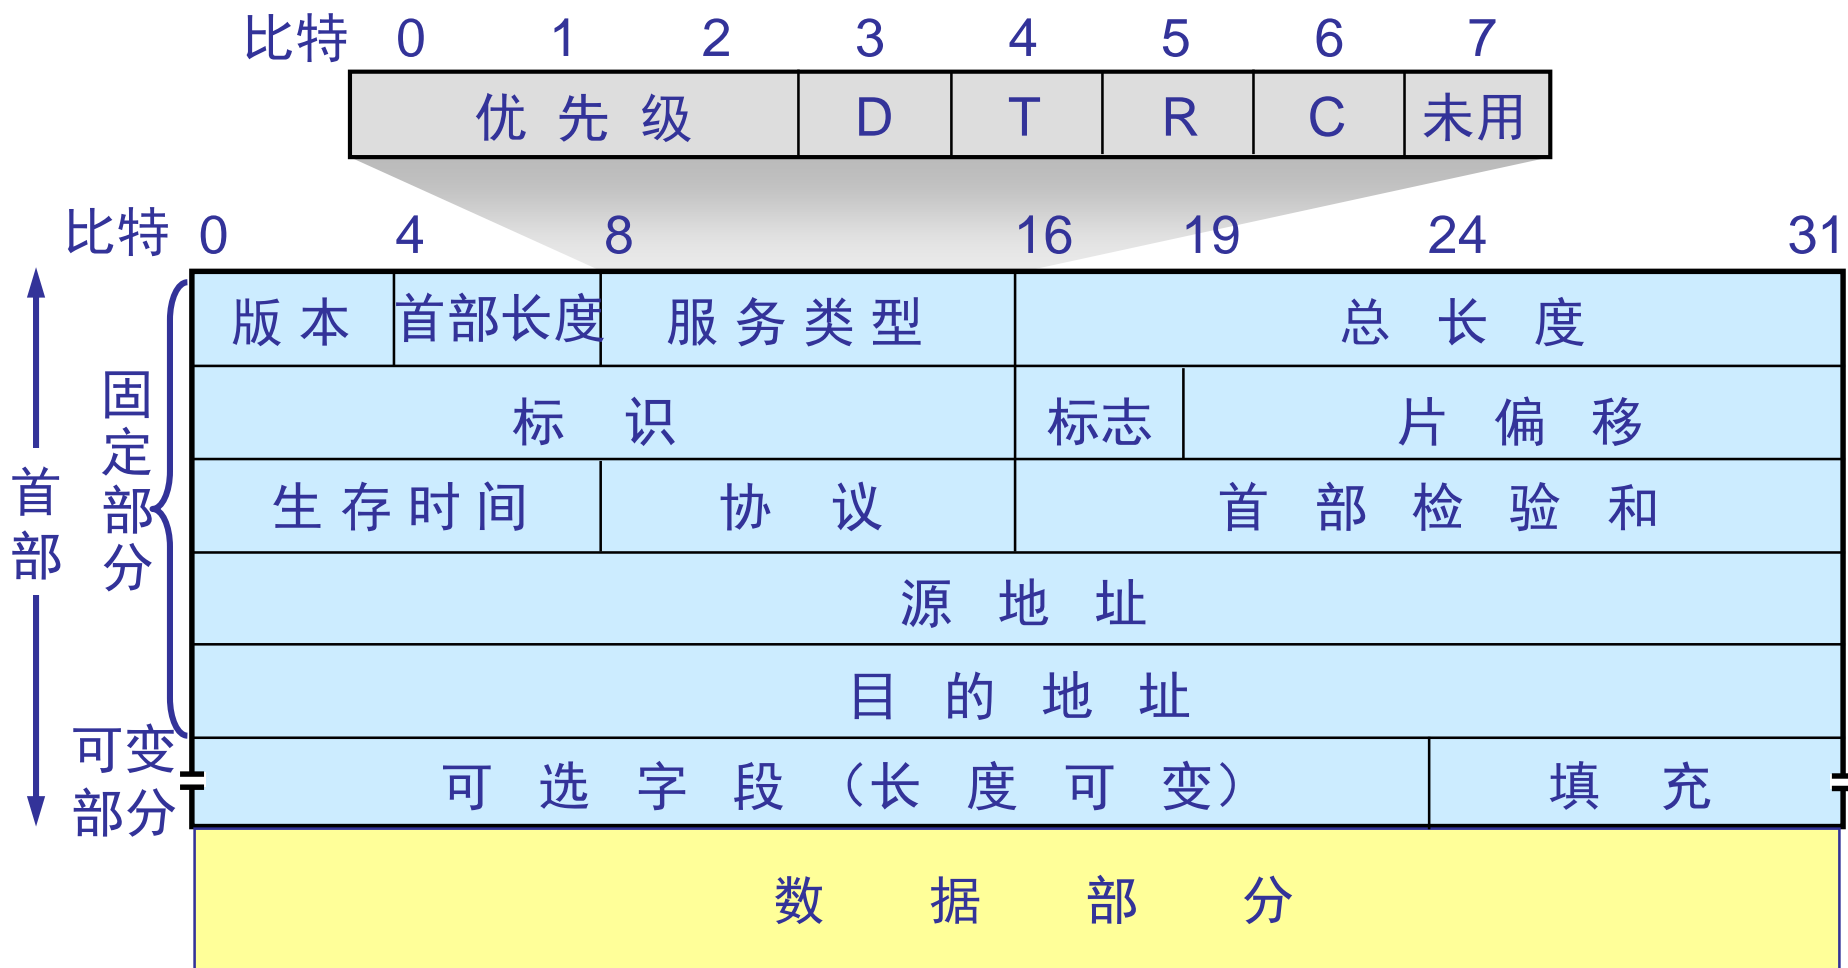 比特 0 1 2 3 4 5 6 7
优先级 D T R C 未用
比特 0 4 8 16 19 24 31
版本 首部长度 服务类型 总长度
标识 标志 片偏移
生存时间 协议 首部检验和
源地址
目的地址
可选字段（长度可变） 填充
数据部分
首部
固定部分
可变
部分